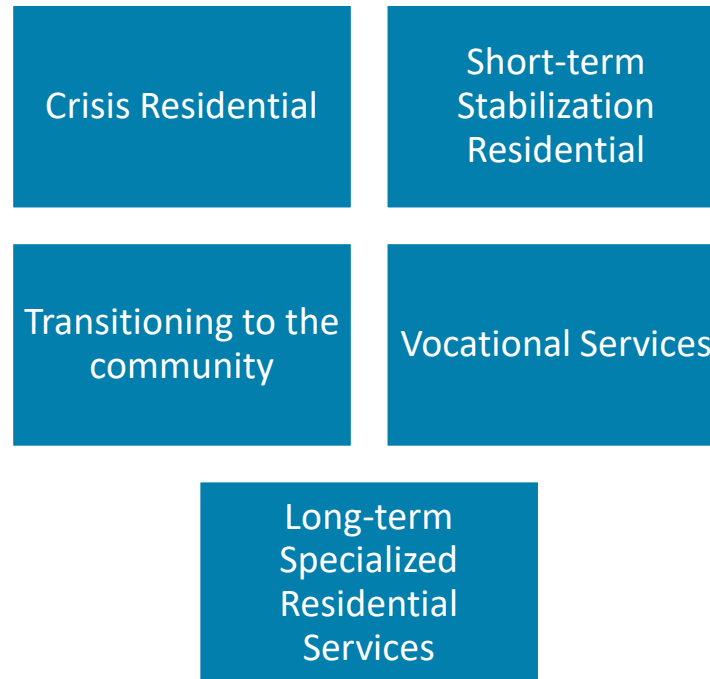 Crisis Residential
Short-term
Stabilization
Residential
Transitioning to the
community
Vocational Services
Long-term
Specialized
Residential
Services